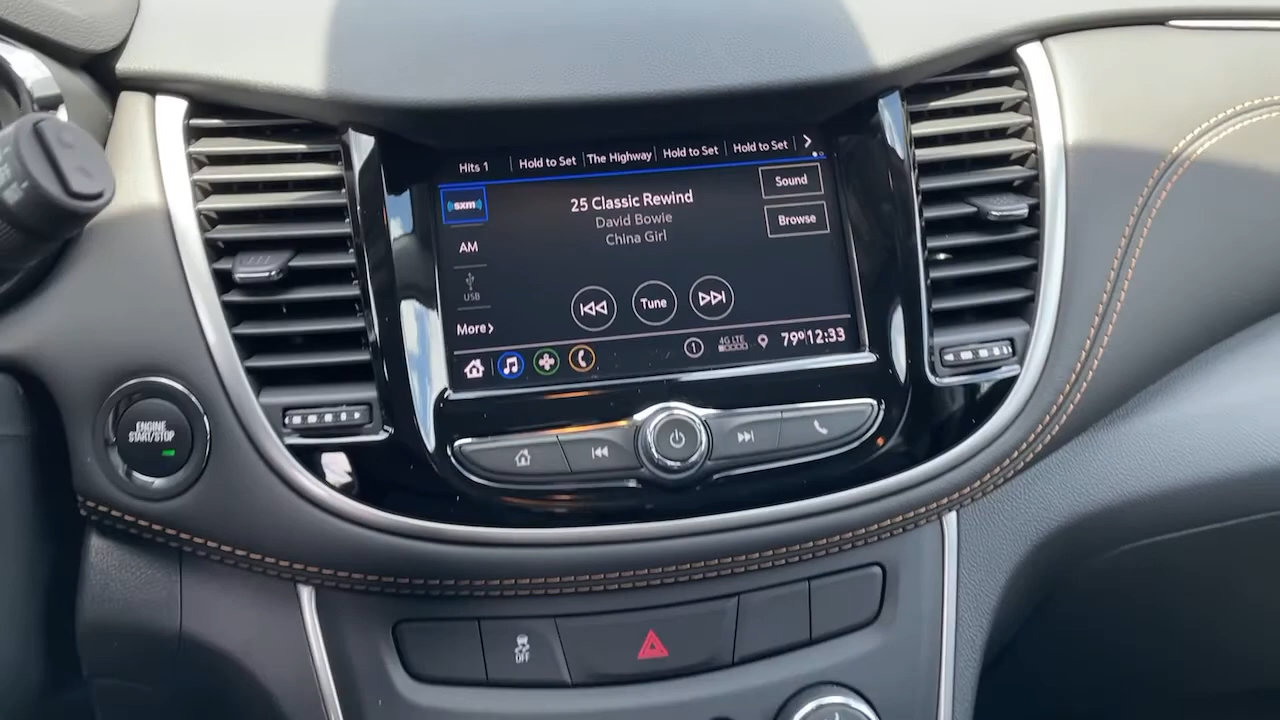 Hits 1
Hold to Set
The Highway
Hold to Set
Hold to Set
sxm
25 Classic Rewind
David Bowie
China Girl
Sound
Browse
AM
USB
More
Tune
1
4G LTE
79° 12:33
ENGINE
START/STOP
OFF